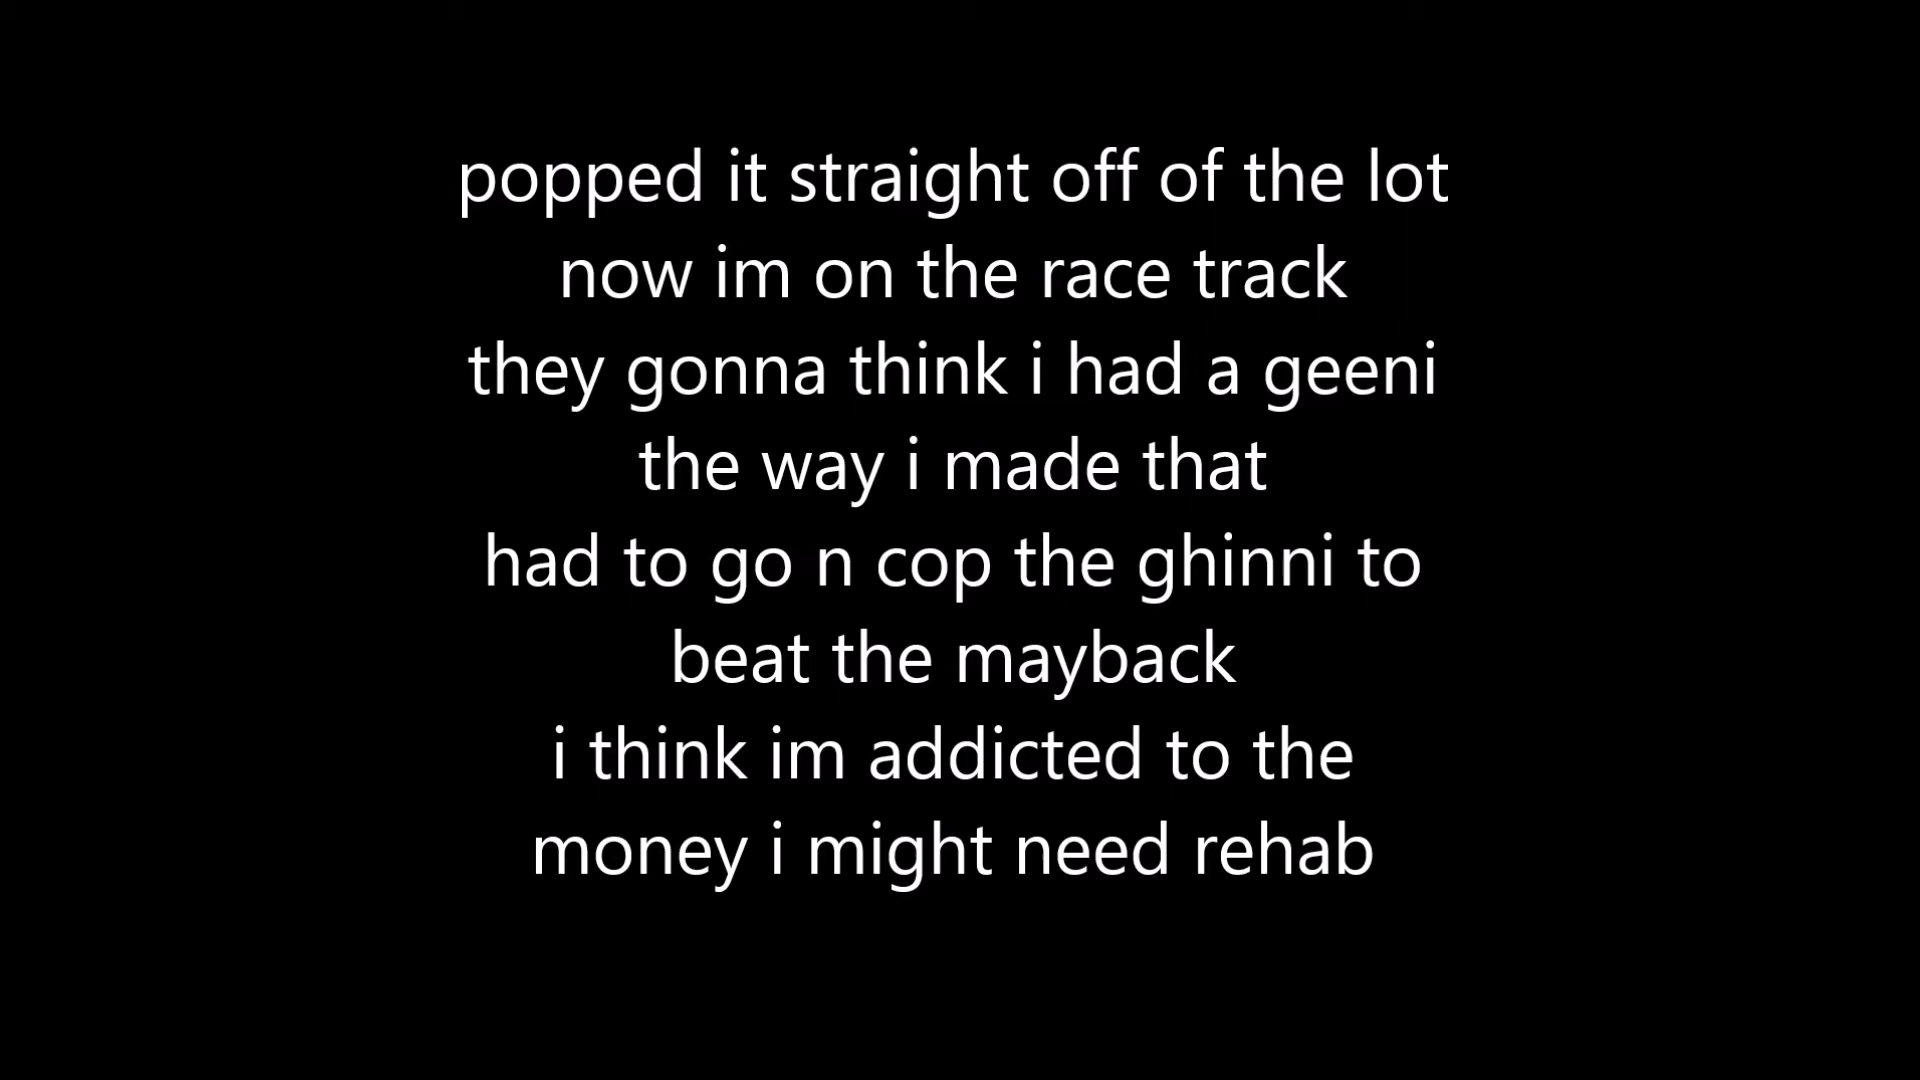 popped it straight off of the lot
now im on the race track
they gonna think i had a geeni
the way i made that
had to go n cop the ghinni to
beat the mayback
i think im addicted to the
money i might need rehab